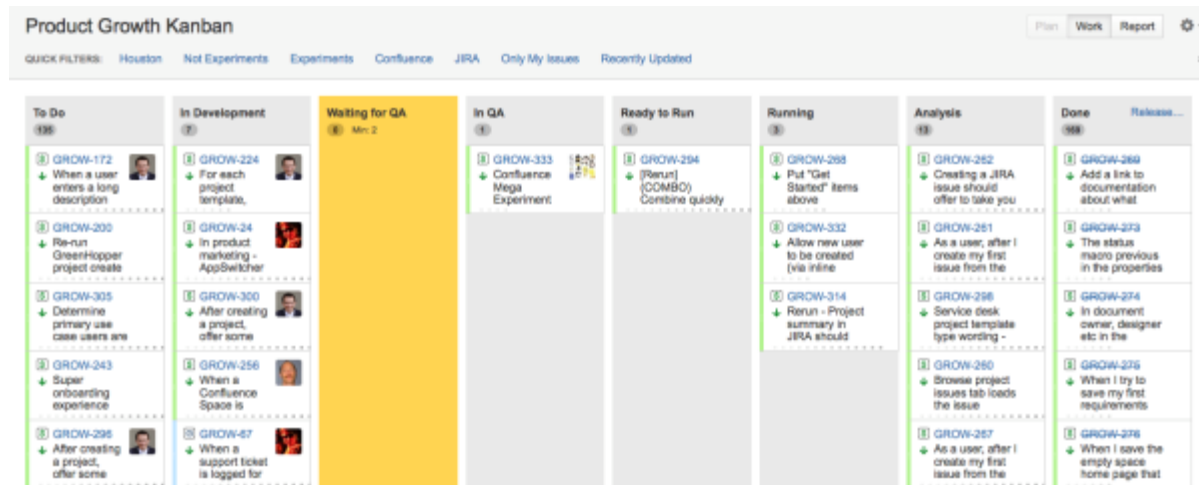 Product Growth Kanban
Plan Work Report
QUICK FILTERS: Houston Not Experiments Experiments Confluence JIRA Only My Issues Recently Updated
To Do
135
GROW-172
When a user
enters a long
description
GROW-200
Re-run
GreenHopper
project create
GROW-305
Determine
primary use
case users are
GROW-243
Super
onboarding
experience
GROW-296
After creating
a project,
offer some
In Development
7
GROW-224
For each
project
template,
GROW-24
In product
marketing -
AppSwitcher
GROW-300
After creating
a project,
offer some
GROW-256
When a
Confluence
Space is
GROW-67
When a
support ticket
is logged for
Waiting for QA
0 Min: 2
In QA
1
GROW-333
Confluence
Mega
Experiment
Ready to Run
1
GROW-294
[Rerun]
(COMBO)
Combine quickly
Running
3
GROW-268
Put "Get
Started" items
above
GROW-332
Allow new user
to be created
(via inline
GROW-314
Rerun - Project
summary in
JIRA should
Analysis
13
GROW-262
Creating a JIRA
issue should
offer to take you
GROW-261
As a user, after I
create my first
issue from the
GROW-298
Service desk
project template
type wording -
GROW-260
Browse project
issues tab loads
the issue
GROW-267
As a user, after I
create my first
issue from the
Done Release...
168
GROW-269
Add a link to
documentation
about what
GROW-273
The status
macro previous
in the properties
GROW-274
In document
owner, designer
etc in the
GROW-275
When I try to
save my first
requirements
GROW-276
When I save the
empty space
home page that